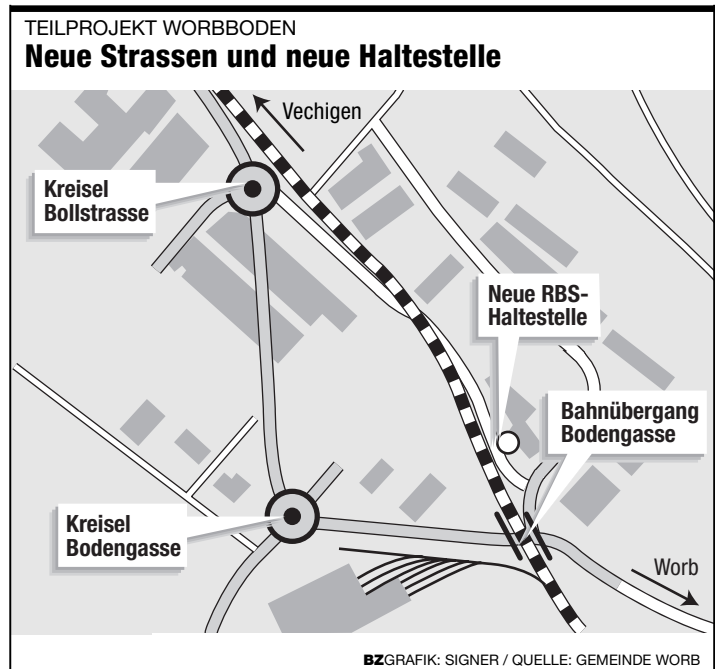 TEILPROJEKT WORBBODEN
Neue Strassen und neue Haltestelle
Vechigen
Kreisel
Bollstrasse
Neue RBS-
Haltestelle
Bahnübergang
Bodengasse
Kreisel
Bodengasse
Worb
BZGRAFIK: SIGNER / QUELLE: GEMEINDE WORB